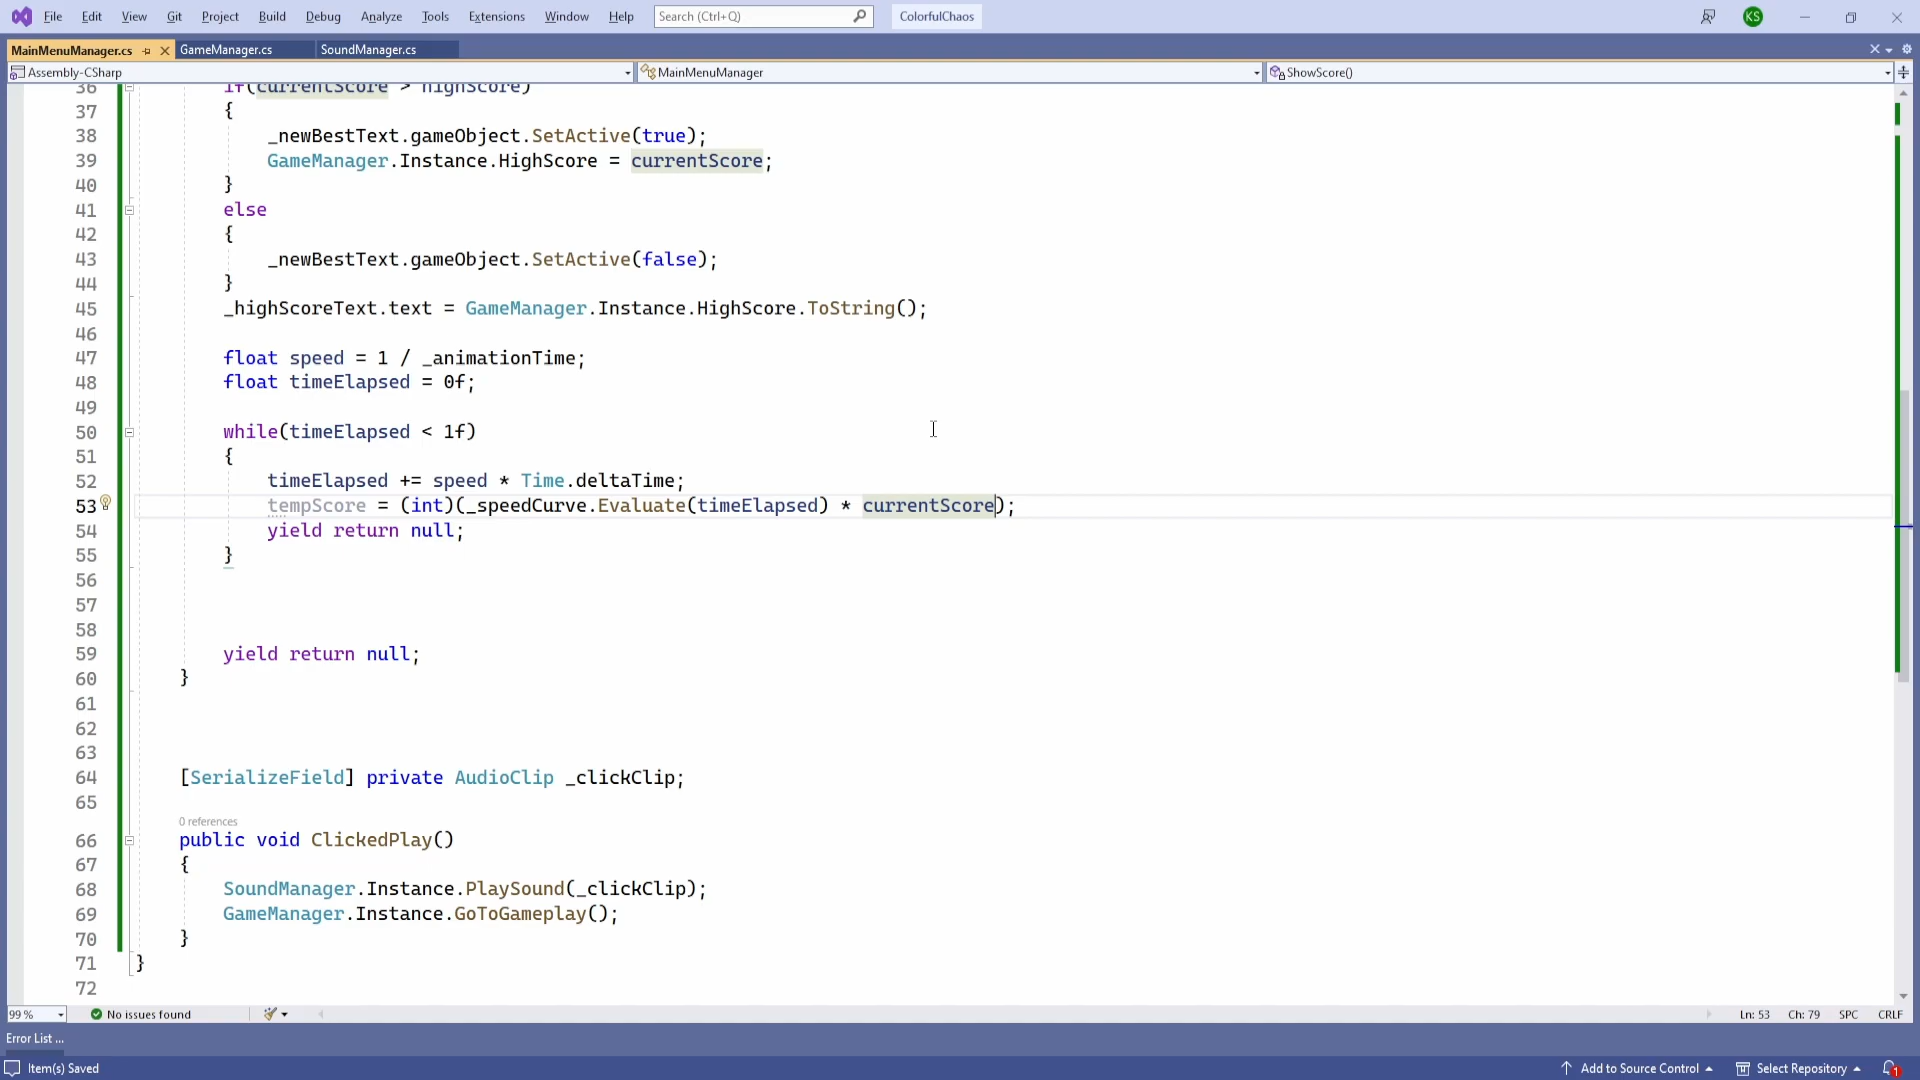 File Edit View Git Project Build Debug Analyze Tools Extensions Window Help Search (Ctrl+Q) ColorfulChaos KS
MainMenuManager.cs GameManager.cs SoundManager.cs
Assembly-CSharp MainMenuManager ShowScore()
36 if(currentScore > highScore)
37 {
38 _newBestText.gameObject.SetActive(true);
39 GameManager.Instance.HighScore = currentScore;
40 }
41 else
42 {
43 _newBestText.gameObject.SetActive(false);
44 }
45 _highScoreText.text = GameManager.Instance.HighScore.ToString();
46
47 float speed = 1 / _animationTime;
48 float timeElapsed = 0f;
49
50 while(timeElapsed < 1f)
51 {
52 timeElapsed += speed * Time.deltaTime;
53 tempScore = (int)(_speedCurve.Evaluate(timeElapsed) * currentScore);
54 yield return null;
55 }
56
57
58
59 yield return null;
60 }
61
62
63
64 [SerializeField] private AudioClip _clickClip;
65
0 references
66 public void ClickedPlay()
67 {
68 SoundManager.Instance.PlaySound(_clickClip);
69 GameManager.Instance.GoToGameplay();
70 }
71 }
72
99 % No issues found Ln: 53 Ch: 79 SPC CRLF
Error List ...
Item(s) Saved Add to Source Control Select Repository 1